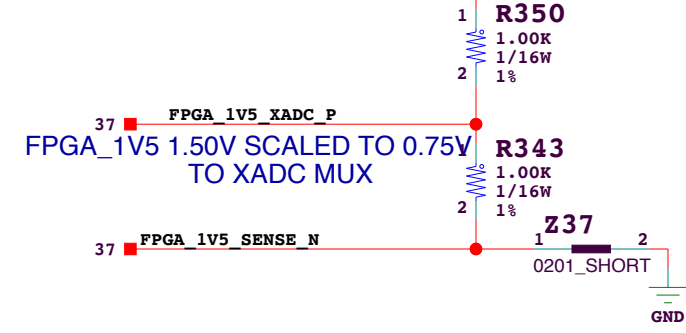 1 R350
1.00K
1/16W
2 1%
37 FPGA_1V5_XADC_P
FPGA_1V5 1.50V SCALED TO 0.75V
TO XADC MUX
1 R343
1.00K
1/16W
2 1%
37 FPGA_1V5_SENSE_N
Z37
1 2
0201_SHORT
GND